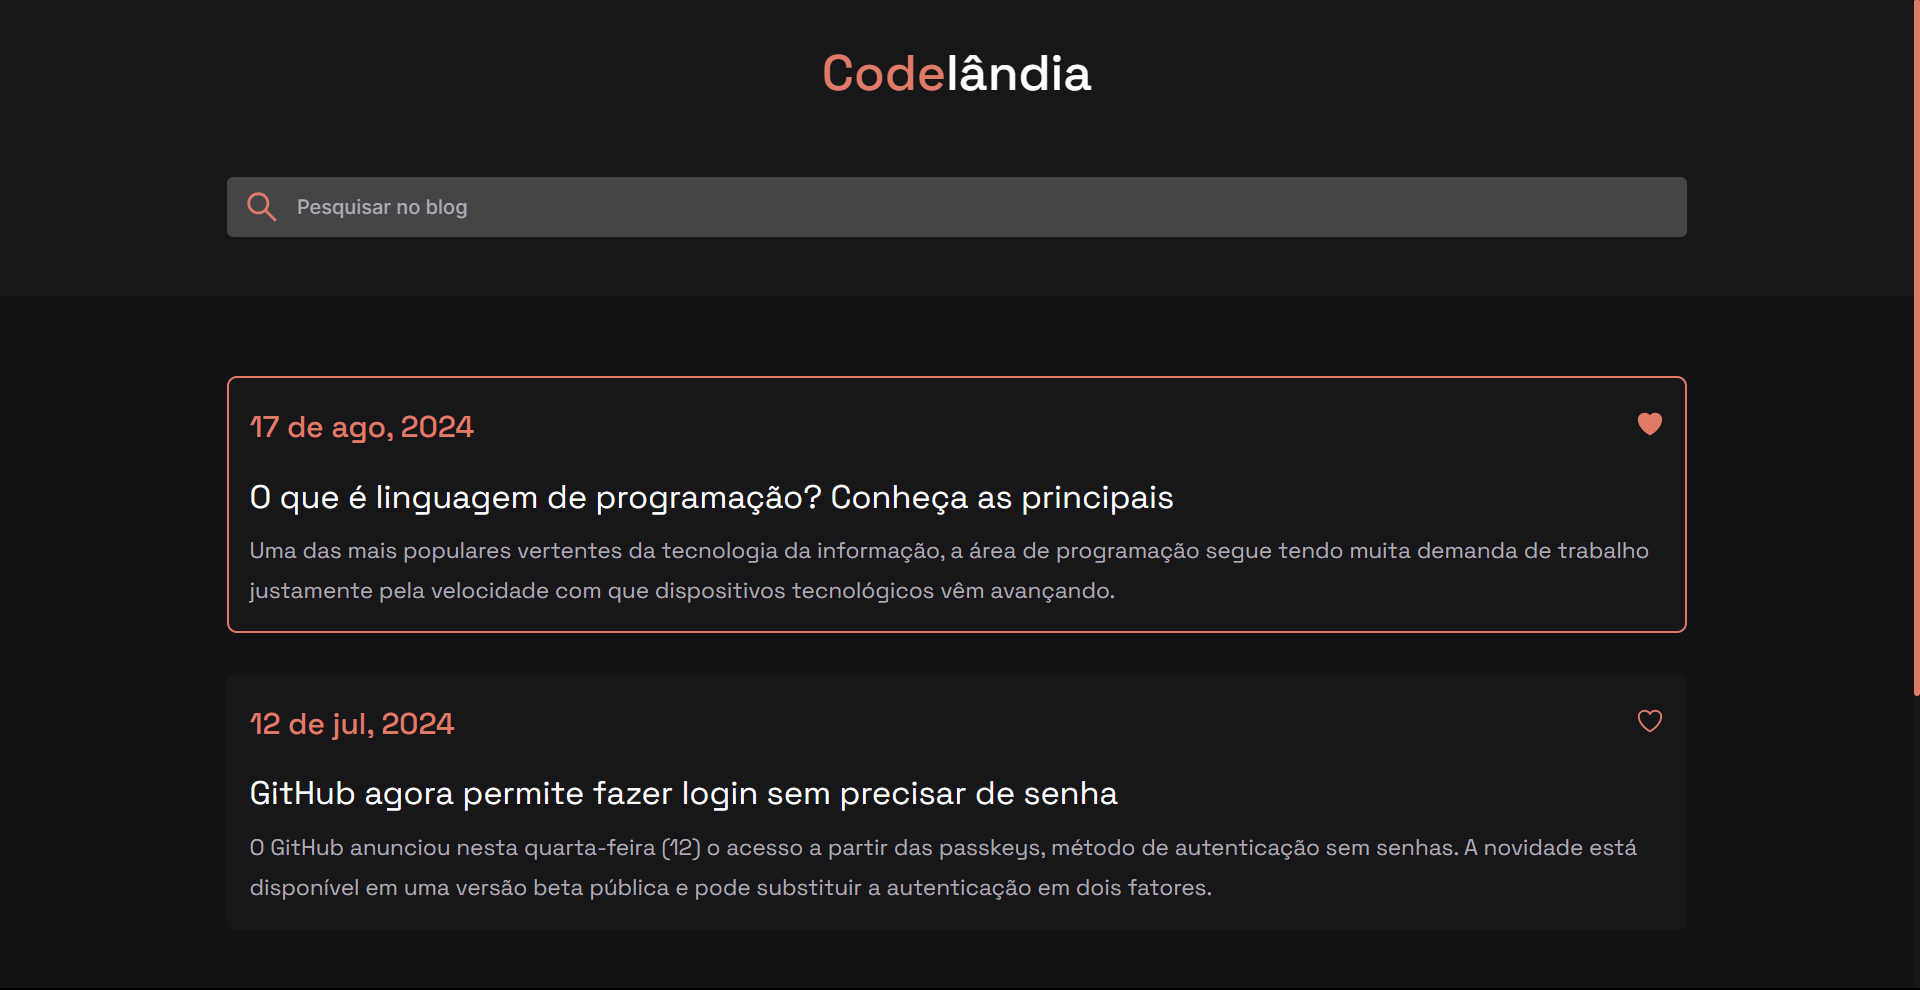 Codelândia
Pesquisar no blog
17 de ago, 2024
O que é linguagem de programação? Conheça as principais
Uma das mais populares vertentes da tecnologia da informação, a área de programação segue tendo muita demanda de trabalho
justamente pela velocidade com que dispositivos tecnológicos vêm avançando.
12 de jul, 2024
GitHub agora permite fazer login sem precisar de senha
O GitHub anunciou nesta quarta-feira (12) o acesso a partir das passkeys, método de autenticação sem senhas. A novidade está
disponível em uma versão beta pública e pode substituir a autenticação em dois fatores.